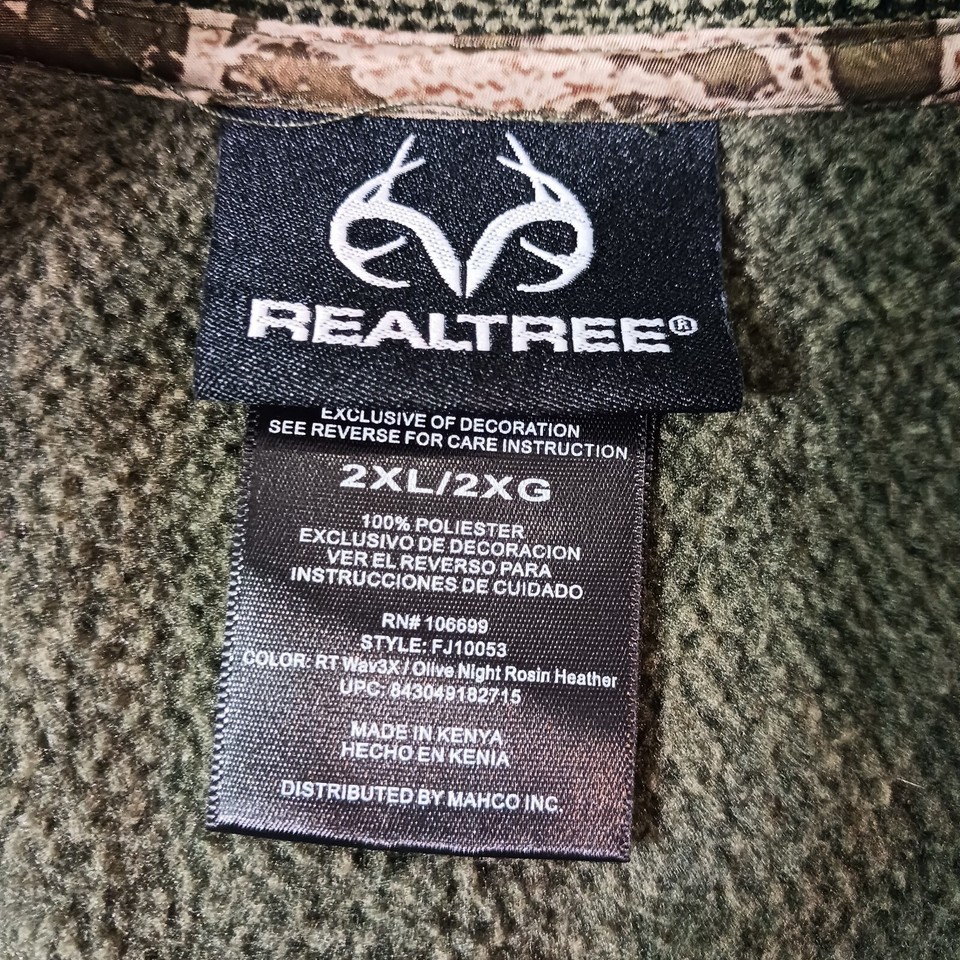 REALTREE®
EXCLUSIVE OF DECORATION
SEE REVERSE FOR CARE INSTRUCTION
2XL/2XG
100% POLIESTER
EXCLUSIVO DE DECORACION
VER EL REVERSO PARA
INSTRUCCIONES DE CUIDADO
RN# 106699
STYLE: FJ10053
COLOR: RT Wav3X / Olive Night Rosin Heather
UPC: 843049182715
MADE IN KENYA
HECHO EN KENIA
DISTRIBUTED BY MAHCO INC.